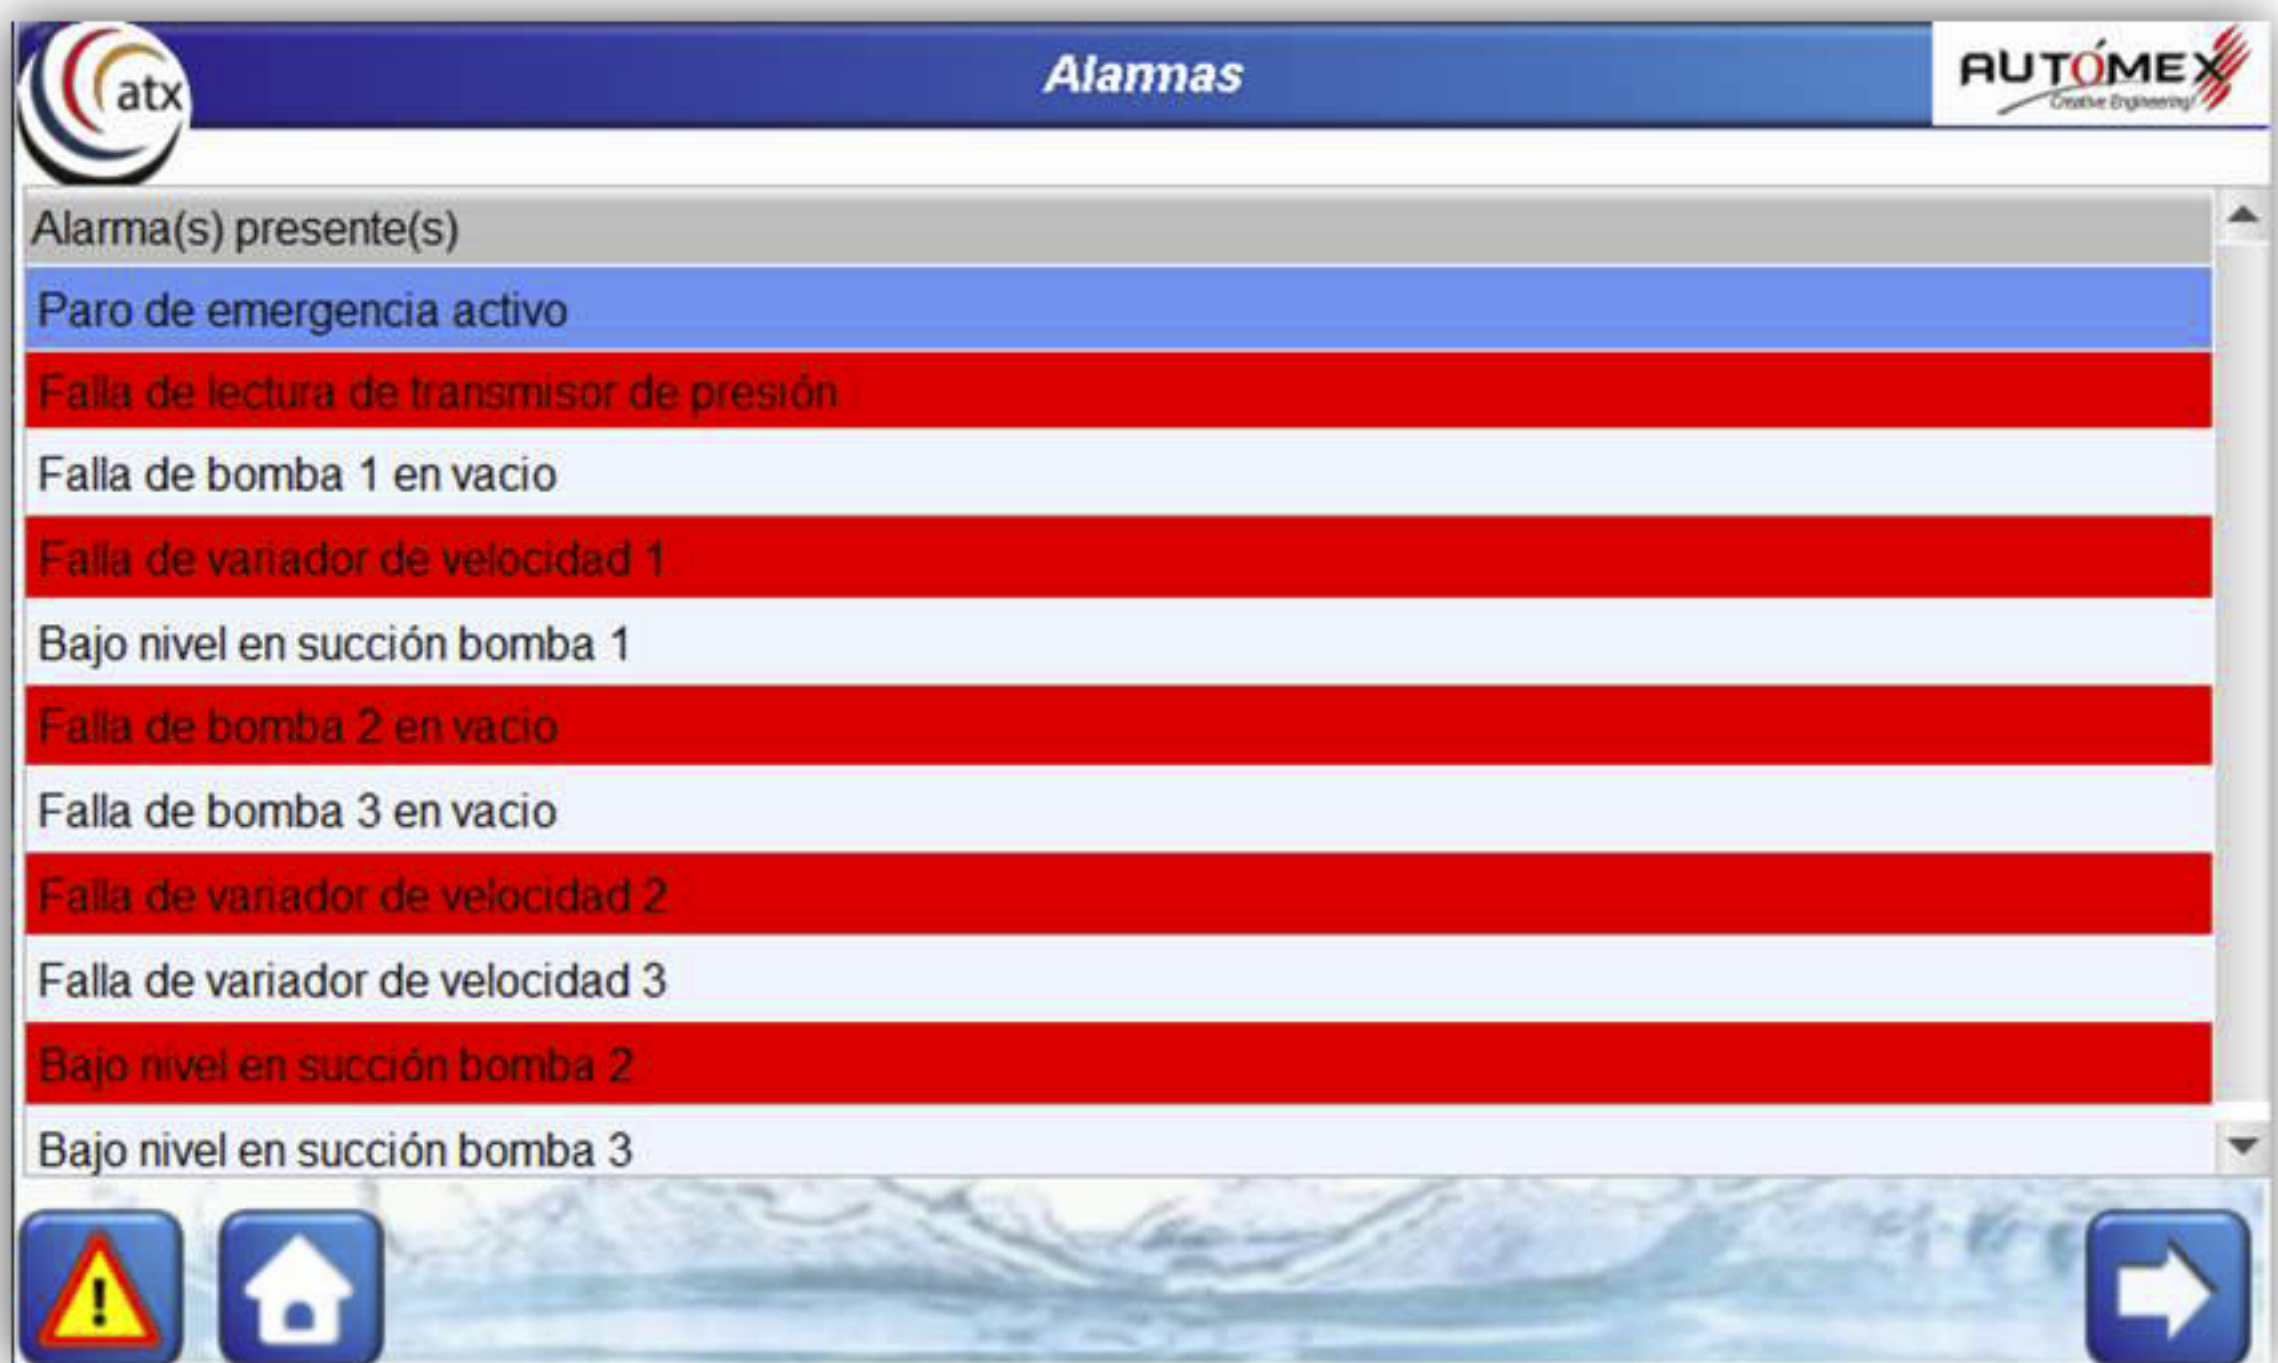 atx
Alarmas
AUTÓMEX
Creative Engineering!
Alarma(s) presente(s)
Paro de emergencia activo
Falla de lectura de transmisor de presión
Falla de bomba 1 en vacio
Falla de variador de velocidad 1
Bajo nivel en succión bomba 1
Falla de bomba 2 en vacio
Falla de bomba 3 en vacio
Falla de variador de velocidad 2
Falla de variador de velocidad 3
Bajo nivel en succión bomba 2
Bajo nivel en succión bomba 3
!